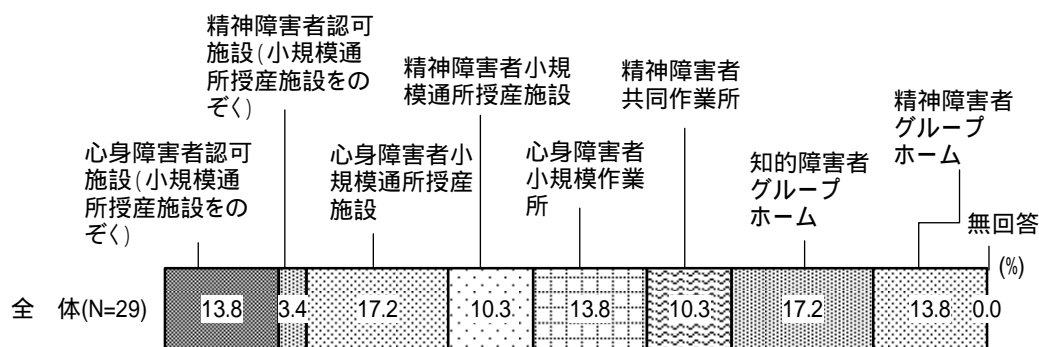 精神障害者認可
施設(小規模通
所授産施設をの
ぞく)
精神障害者小規
模通所授産施設
精神障害者
共同作業所
精神障害者
グループ
ホーム
心身障害者認可
施設(小規模通
所授産施設をの
ぞく)
心身障害者小
規模通所授産
施設
心身障害者
小規模作業
所
知的障害者
グループ
ホーム
無回答
(%)
全 体(N=29) 13.8 3.4 17.2 10.3 13.8 10.3 17.2 13.8 0.0